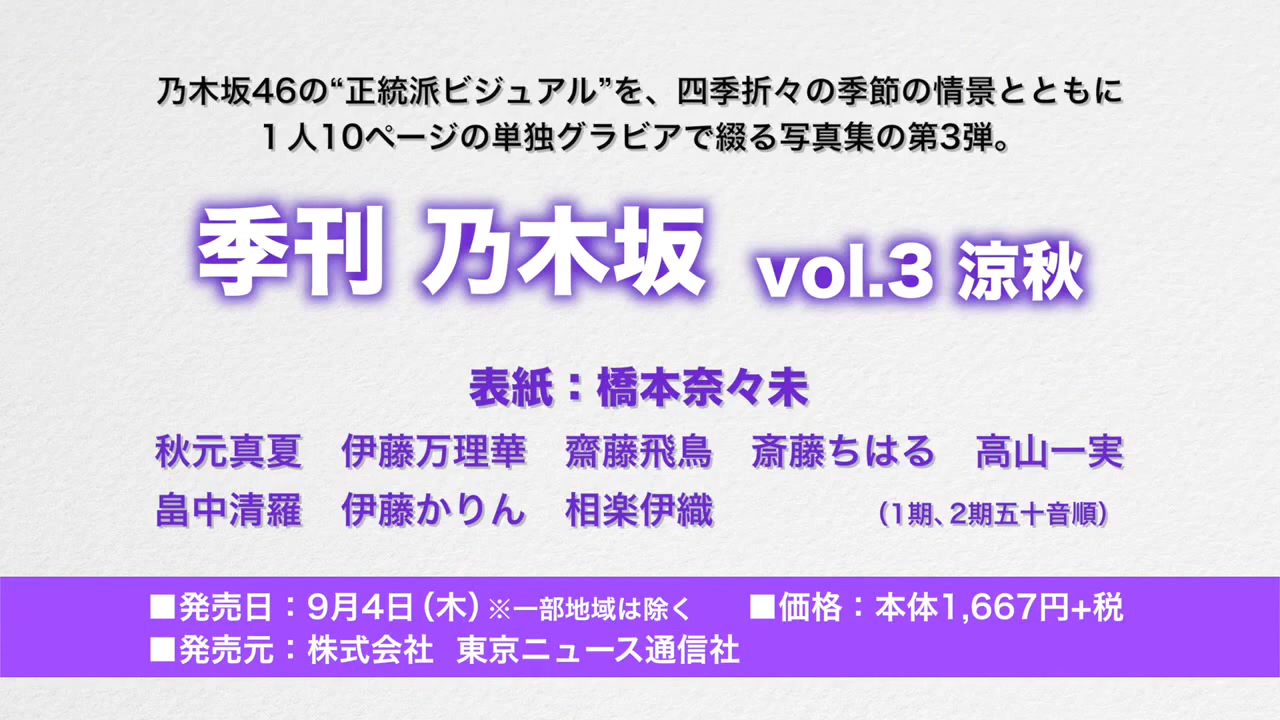 乃木坂46の“正統派ビジュアル”を、四季折々の季節の情景とともに
１人10ページの単独グラビアで綴る写真集の第3弾。
季刊 乃木坂 vol.3 涼秋
表紙：橋本奈々未
秋元真夏　伊藤万理華　齋藤飛鳥　斎藤ちはる　高山一実
畠中清羅　伊藤かりん　相楽伊織　（1期、2期五十音順）
■発売日：9月4日（木）※一部地域は除く　■価格：本体1,667円+税
■発売元：株式会社 東京ニュース通信社